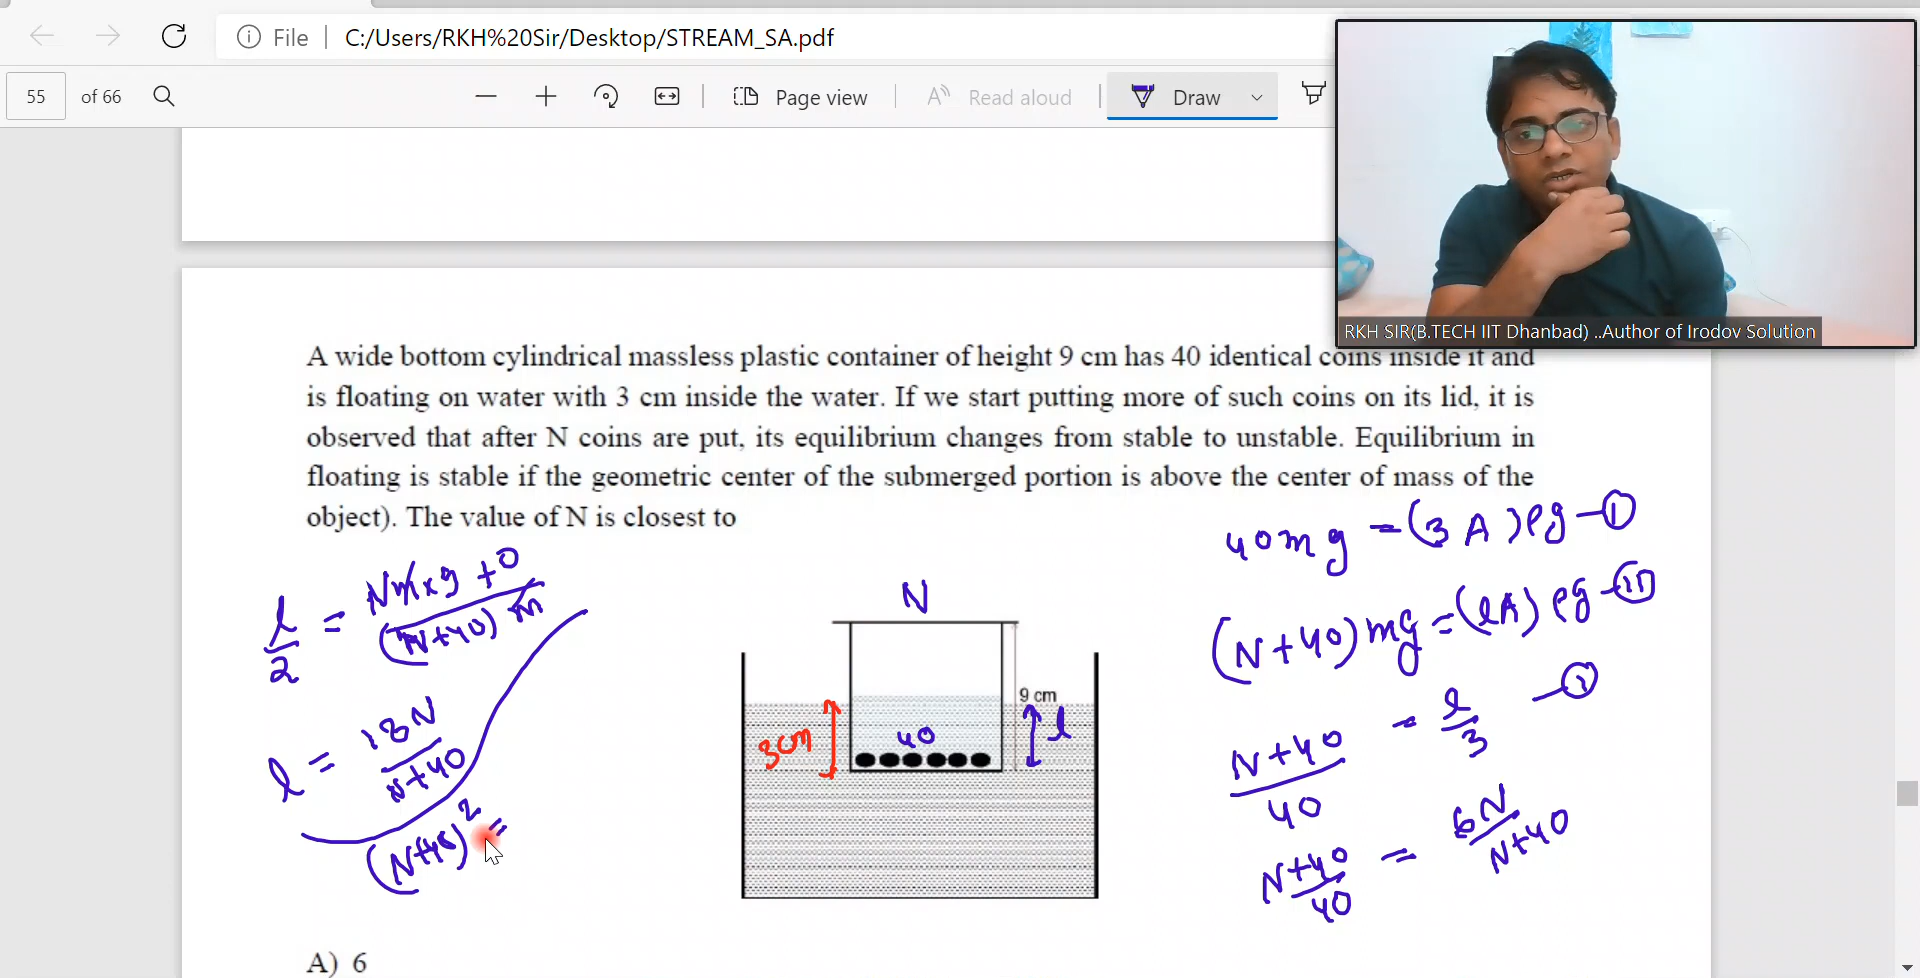 File | C:/Users/RKH%20Sir/Desktop/STREAM_SA.pdf
55 of 66
Page view
Read aloud
Draw
RKH SIR(B.TECH IIT Dhanbad) ..Author of Irodov Solution
A wide bottom cylindrical massless plastic container of height 9 cm has 40 identical coins inside it and
is floating on water with 3 cm inside the water. If we start putting more of such coins on its lid, it is
observed that after N coins are put, its equilibrium changes from stable to unstable. Equilibrium in
floating is stable if the geometric center of the submerged portion is above the center of mass of the
object). The value of N is closest to
l/2 = Nm×9 + 0 / (N+40) m
l = 18N / N+40
(N+40)² =
N
9 cm
3cm
40
l
40mg = (3A)ρg — (I)
(N+40)mg = (lA)ρg — (II)
N+40 / 40 = l/3 — (I)
N+40 / 40 = 6N / N+40
A) 6